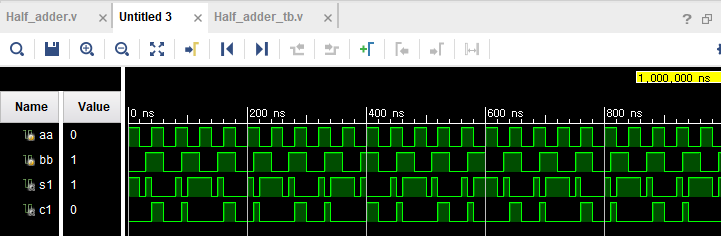 Half_adder.v Untitled 3 Half_adder_tb.v
1,000,000 ns
Name Value
0 ns 200 ns 400 ns 600 ns 800 ns
aa 0
bb 1
s1 1
c1 0